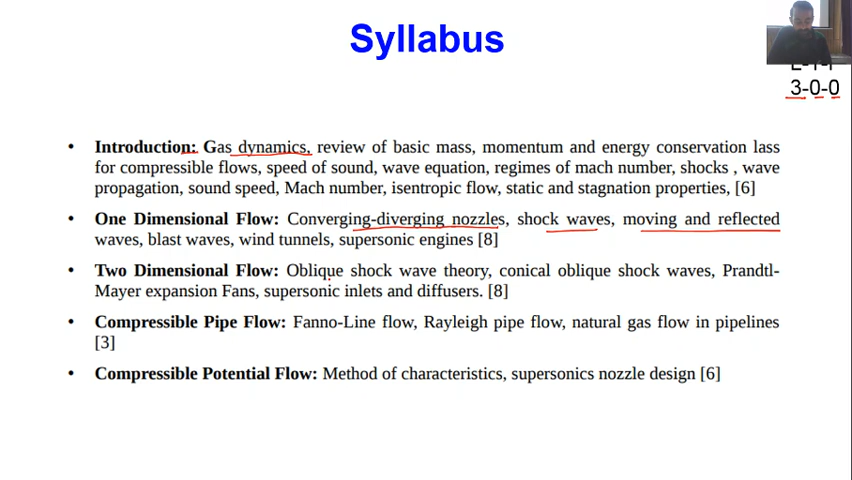 Syllabus
L-T-P
3-0-0
• Introduction: Gas dynamics, review of basic mass, momentum and energy conservation lass
for compressible flows, speed of sound, wave equation, regimes of mach number, shocks , wave
propagation, sound speed, Mach number, isentropic flow, static and stagnation properties, [6]
• One Dimensional Flow: Converging-diverging nozzles, shock waves, moving and reflected
waves, blast waves, wind tunnels, supersonic engines [8]
• Two Dimensional Flow: Oblique shock wave theory, conical oblique shock waves, Prandtl-
Mayer expansion Fans, supersonic inlets and diffusers. [8]
• Compressible Pipe Flow: Fanno-Line flow, Rayleigh pipe flow, natural gas flow in pipelines
[3]
• Compressible Potential Flow: Method of characteristics, supersonics nozzle design [6]